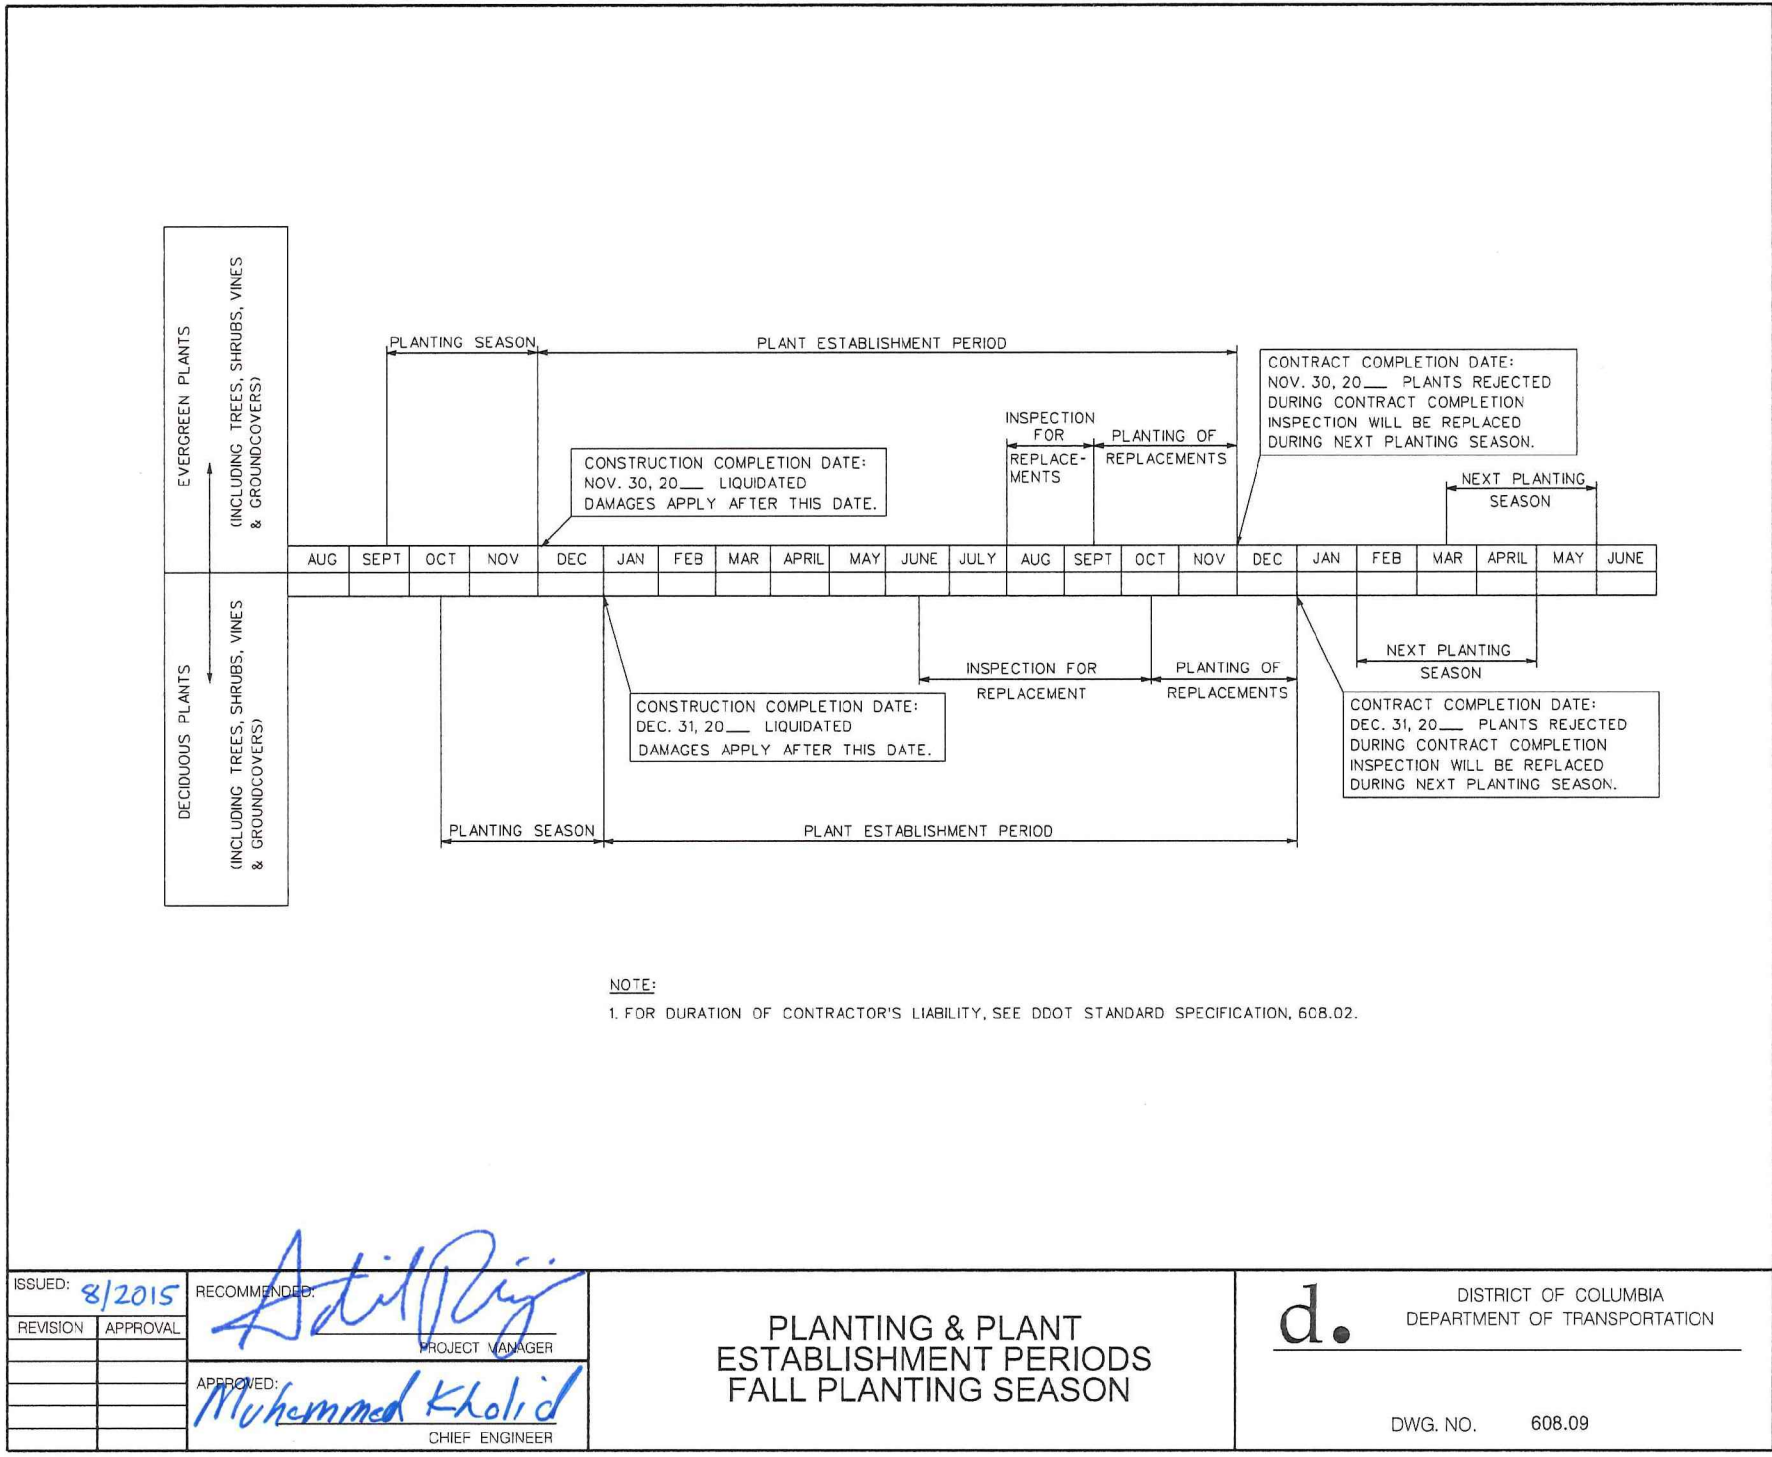 EVERGREEN PLANTS
(INCLUDING TREES, SHRUBS, VINES
& GROUNDCOVERS)
DECIDUOUS PLANTS
(INCLUDING TREES, SHRUBS, VINES
& GROUNDCOVERS)
PLANTING SEASON
PLANT ESTABLISHMENT PERIOD
CONTRACT COMPLETION DATE:
NOV. 30, 20___ PLANTS REJECTED
DURING CONTRACT COMPLETION
INSPECTION WILL BE REPLACED
DURING NEXT PLANTING SEASON.
INSPECTION
FOR
REPLACE-
MENTS
PLANTING OF
REPLACEMENTS
CONSTRUCTION COMPLETION DATE:
NOV. 30, 20___ LIQUIDATED
DAMAGES APPLY AFTER THIS DATE.
NEXT PLANTING
SEASON
AUG SEPT OCT NOV DEC JAN FEB MAR APRIL MAY JUNE JULY AUG SEPT OCT NOV DEC JAN FEB MAR APRIL MAY JUNE
INSPECTION FOR
REPLACEMENT
PLANTING OF
REPLACEMENTS
NEXT PLANTING
SEASON
CONSTRUCTION COMPLETION DATE:
DEC. 31, 20___ LIQUIDATED
DAMAGES APPLY AFTER THIS DATE.
CONTRACT COMPLETION DATE:
DEC. 31, 20___ PLANTS REJECTED
DURING CONTRACT COMPLETION
INSPECTION WILL BE REPLACED
DURING NEXT PLANTING SEASON.
PLANTING SEASON
PLANT ESTABLISHMENT PERIOD
NOTE:
1. FOR DURATION OF CONTRACTOR'S LIABILITY, SEE DDOT STANDARD SPECIFICATION, 608.02.
ISSUED: 8/2015
REVISION APPROVAL
RECOMMENDED:
PROJECT MANAGER
APPROVED:
Muhammed Khalid
CHIEF ENGINEER
PLANTING & PLANT
ESTABLISHMENT PERIODS
FALL PLANTING SEASON
d.
DISTRICT OF COLUMBIA
DEPARTMENT OF TRANSPORTATION
DWG. NO. 608.09